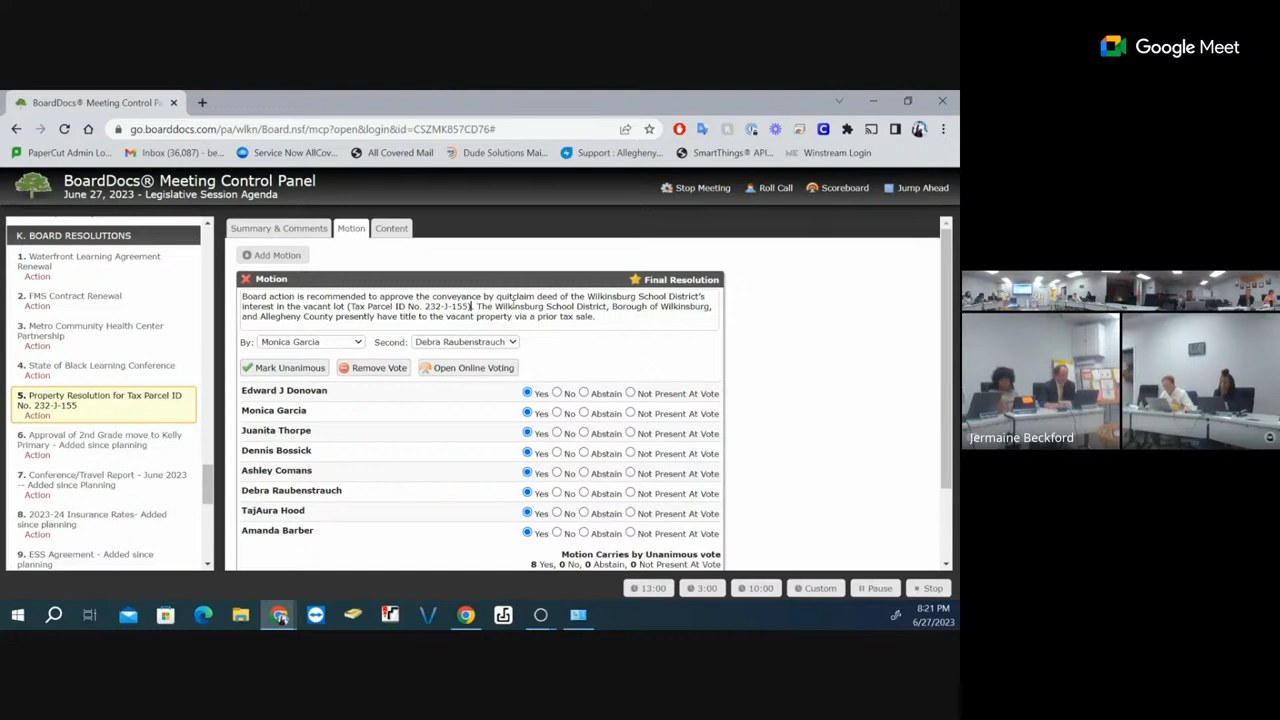 Google Meet
BoardDocs® Meeting Control Pa
go.boarddocs.com/pa/wlkn/Board.nsf/mcp?open&login&id=CSZMK857CD76#
PaperCut Admin Lo...
Inbox (36,087) - be...
Service Now AllCov...
All Covered Mail
Dude Solutions Mai...
Support : Allegheny...
SmartThings® API...
Winstream Login
BoardDocs® Meeting Control Panel
June 27, 2023 - Legislative Session Agenda
Stop Meeting
Roll Call
Scoreboard
Jump Ahead
K. BOARD RESOLUTIONS
1. Waterfront Learning Agreement
Renewal
Action
2. FMS Contract Renewal
Action
3. Metro Community Health Center
Partnership
Action
4. State of Black Learning Conference
Action
5. Property Resolution for Tax Parcel ID
No. 232-J-155
Action
6. Approval of 2nd Grade move to Kelly
Primary - Added since planning
Action
7. Conference/Travel Report - June 2023
-- Added since Planning
Action
8. 2023-24 Insurance Rates- Added
since planning
Action
9. ESS Agreement - Added since
planning
Summary & Comments
Motion
Content
Add Motion
Motion
Final Resolution
Board action is recommended to approve the conveyance by quitclaim deed of the Wilkinsburg School District's
interest in the vacant lot (Tax Parcel ID No. 232-J-155). The Wilkinsburg School District, Borough of Wilkinsburg,
and Allegheny County presently have title to the vacant property via a prior tax sale.
By: Monica Garcia Second: Debra Raubenstrauch
Mark Unanimous Remove Vote Open Online Voting
Edward J Donovan Yes No Abstain Not Present At Vote
Monica Garcia Yes No Abstain Not Present At Vote
Juanita Thorpe Yes No Abstain Not Present At Vote
Dennis Bossick Yes No Abstain Not Present At Vote
Ashley Comans Yes No Abstain Not Present At Vote
Debra Raubenstrauch Yes No Abstain Not Present At Vote
TajAura Hood Yes No Abstain Not Present At Vote
Amanda Barber Yes No Abstain Not Present At Vote
Motion Carries by Unanimous vote
8 Yes, 0 No, 0 Abstain, 0 Not Present At Vote
13:00
3:00
10:00
Custom
Pause
Stop
8:21 PM
6/27/2023
Jermaine Beckford